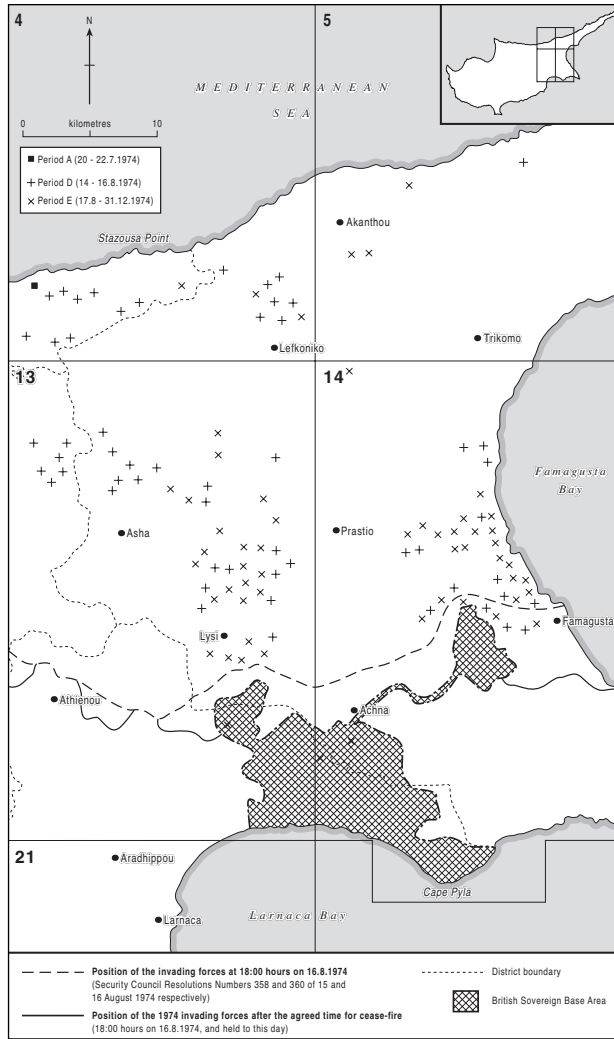 4
5
N
MEDITERRANEAN
SEA
0 kilometres 10
Period A (20 - 22.7.1974)
Period D (14 - 16.8.1974)
Period E (17.8 - 31.12.1974)
Stazousa Point
Akanthou
Lefkoniko
Trikomo
13
14
Famagusta
Bay
Asha
Prastio
Lysi
Famagusta
Athienou
Achna
21
Aradhippou
Cape Pyla
Larnaca
Larnaca Bay
Position of the invading forces at 18:00 hours on 16.8.1974
(Security Council Resolutions Numbers 358 and 360 of 15 and
16 August 1974 respectively)
Position of the 1974 invading forces after the agreed time for cease-fire
(18:00 hours on 16.8.1974, and held to this day)
District boundary
British Sovereign Base Area